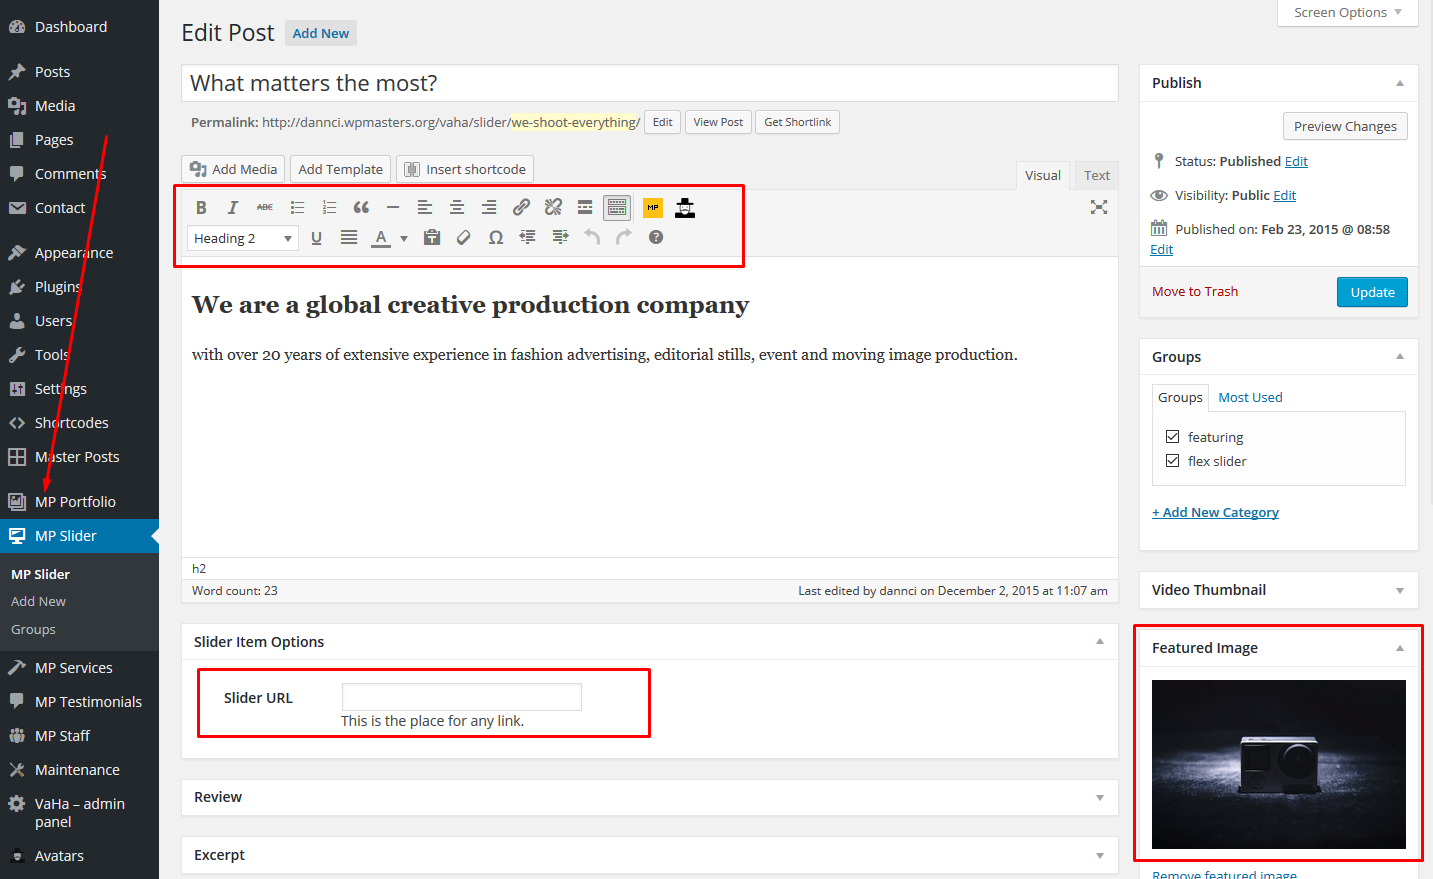 Dashboard
Posts
Media
Pages
Comments
Contact
Appearance
Plugins
Users
Tools
Settings
Shortcodes
Master Posts
MP Portfolio
MP Slider
MP Slider
Add New
Groups
MP Services
MP Testimonials
MP Staff
Maintenance
VaHa – admin
panel
Avatars
Screen Options
Edit Post Add New
What matters the most?
Permalink: http://dannci.wpmasters.org/vaha/slider/we-shoot-everything/ Edit View Post Get Shortlink
Add Media Add Template Insert shortcode
Visual Text
B I ABC MP
Heading 2 U A Ω
We are a global creative production company
with over 20 years of extensive experience in fashion advertising, editorial stills, event and moving image production.
h2
Word count: 23 Last edited by dannci on December 2, 2015 at 11:07 am
Slider Item Options
Slider URL
This is the place for any link.
Review
Excerpt
Publish
Preview Changes
Status: Published Edit
Visibility: Public Edit
Published on: Feb 23, 2015 @ 08:58
Edit
Move to Trash Update
Groups
Groups Most Used
featuring
flex slider
+ Add New Category
Video Thumbnail
Featured Image
Remove featured image